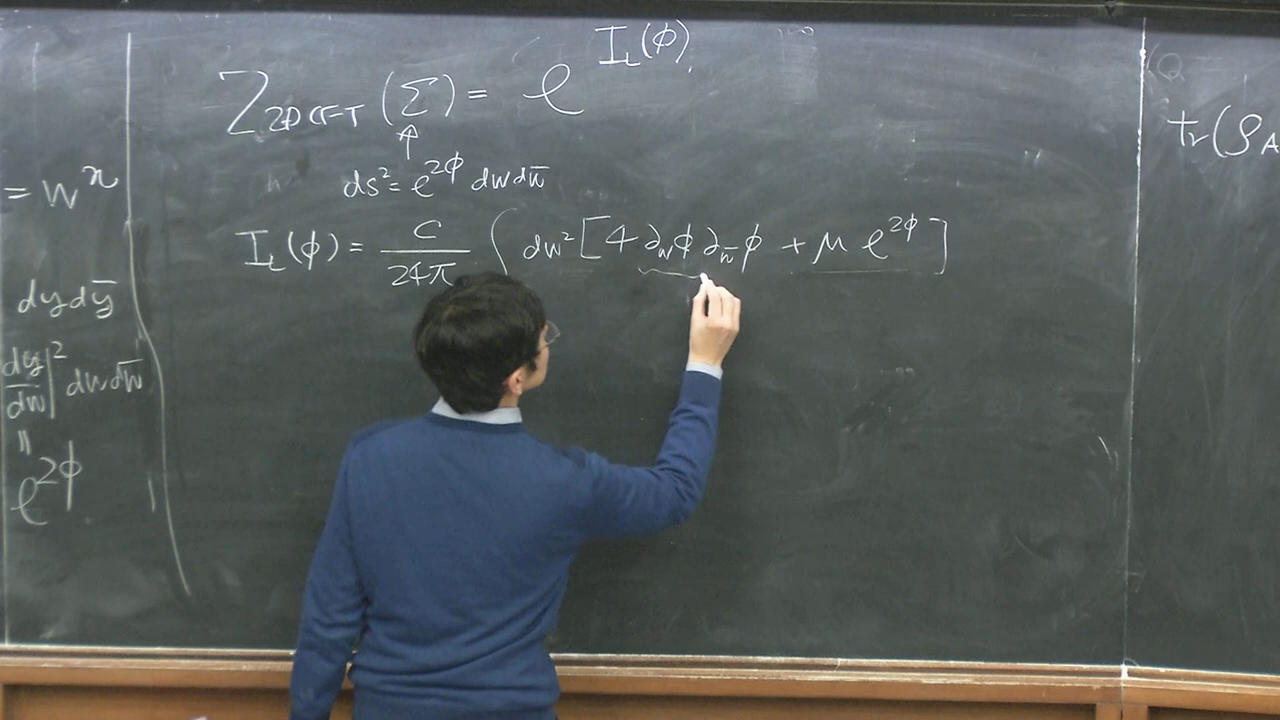 = wⁿ
dy dȳ
|dy/dw|² dw dw̄
॥
e^{2φ}
Z_{2D CFT} (Σ) = e^{I_L(φ)}
↑
ds² = e^{2φ} dw dw̄
I_L(φ) = c/24π ∫ dw² [4 ∂_w φ ∂_w̄ φ + μ e^{2φ}]
tr(ρ_A